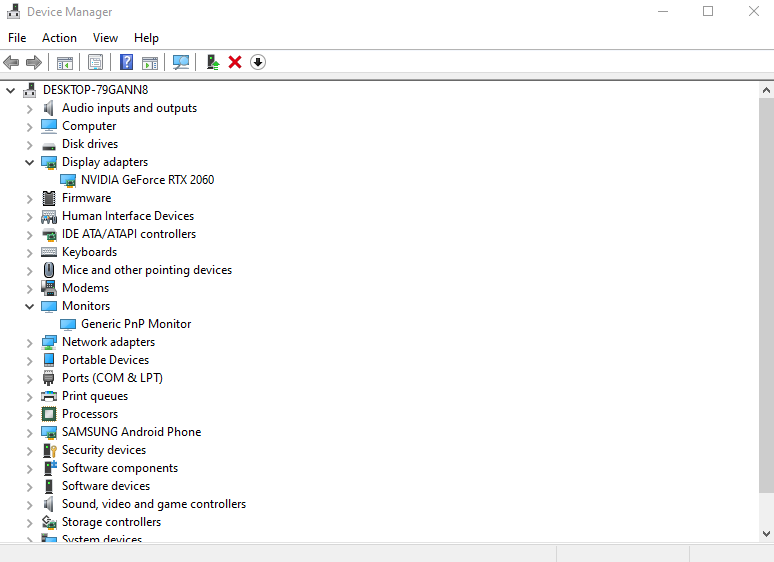 Device Manager
File Action View Help
DESKTOP-79GANN8
Audio inputs and outputs
Computer
Disk drives
Display adapters
NVIDIA GeForce RTX 2060
Firmware
Human Interface Devices
IDE ATA/ATAPI controllers
Keyboards
Mice and other pointing devices
Modems
Monitors
Generic PnP Monitor
Network adapters
Portable Devices
Ports (COM & LPT)
Print queues
Processors
SAMSUNG Android Phone
Security devices
Software components
Software devices
Sound, video and game controllers
Storage controllers
System devices